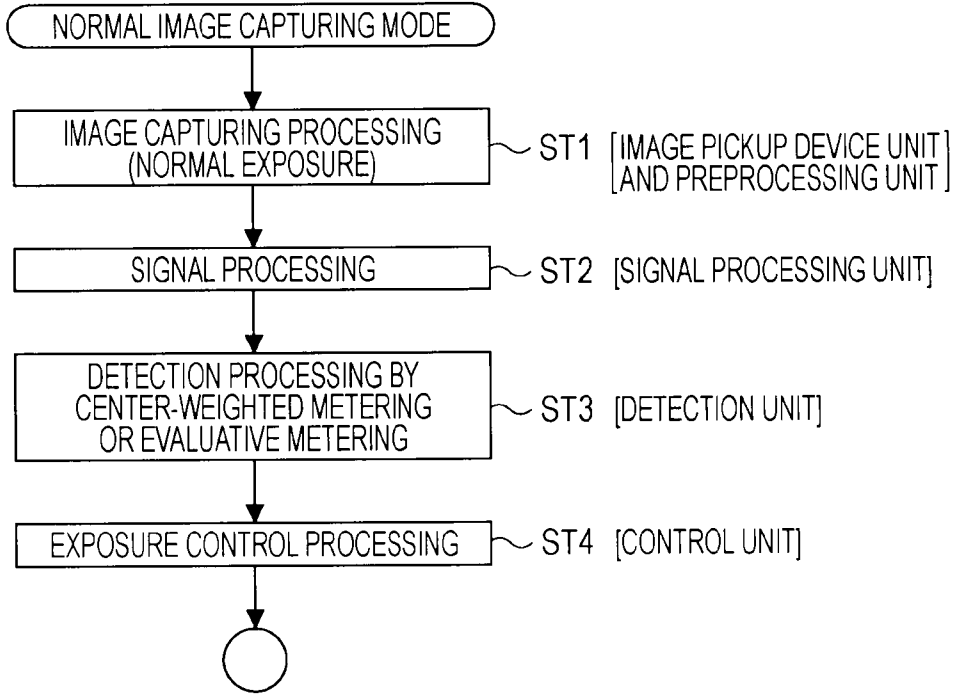 NORMAL IMAGE CAPTURING MODE
IMAGE CAPTURING PROCESSING
(NORMAL EXPOSURE)
ST1 [IMAGE PICKUP DEVICE UNIT
AND PREPROCESSING UNIT]
SIGNAL PROCESSING
ST2 [SIGNAL PROCESSING UNIT]
DETECTION PROCESSING BY
CENTER-WEIGHTED METERING
OR EVALUATIVE METERING
ST3 [DETECTION UNIT]
EXPOSURE CONTROL PROCESSING
ST4 [CONTROL UNIT]